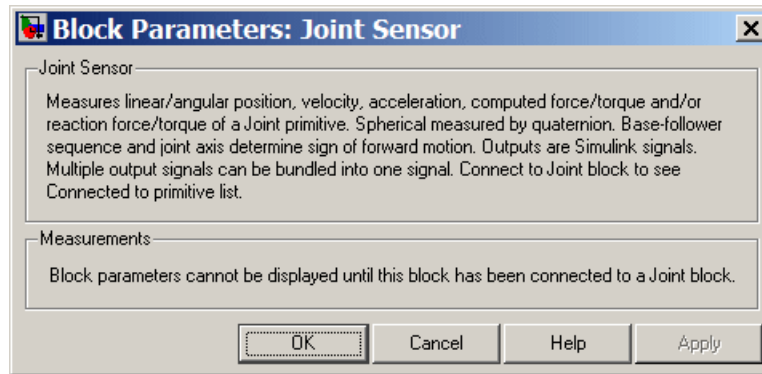 Block Parameters: Joint Sensor
Joint Sensor
Measures linear/angular position, velocity, acceleration, computed force/torque and/or
reaction force/torque of a Joint primitive. Spherical measured by quaternion. Base-follower
sequence and joint axis determine sign of forward motion. Outputs are Simulink signals.
Multiple output signals can be bundled into one signal. Connect to Joint block to see
Connected to primitive list.
Measurements
Block parameters cannot be displayed until this block has been connected to a Joint block.
OK Cancel Help Apply